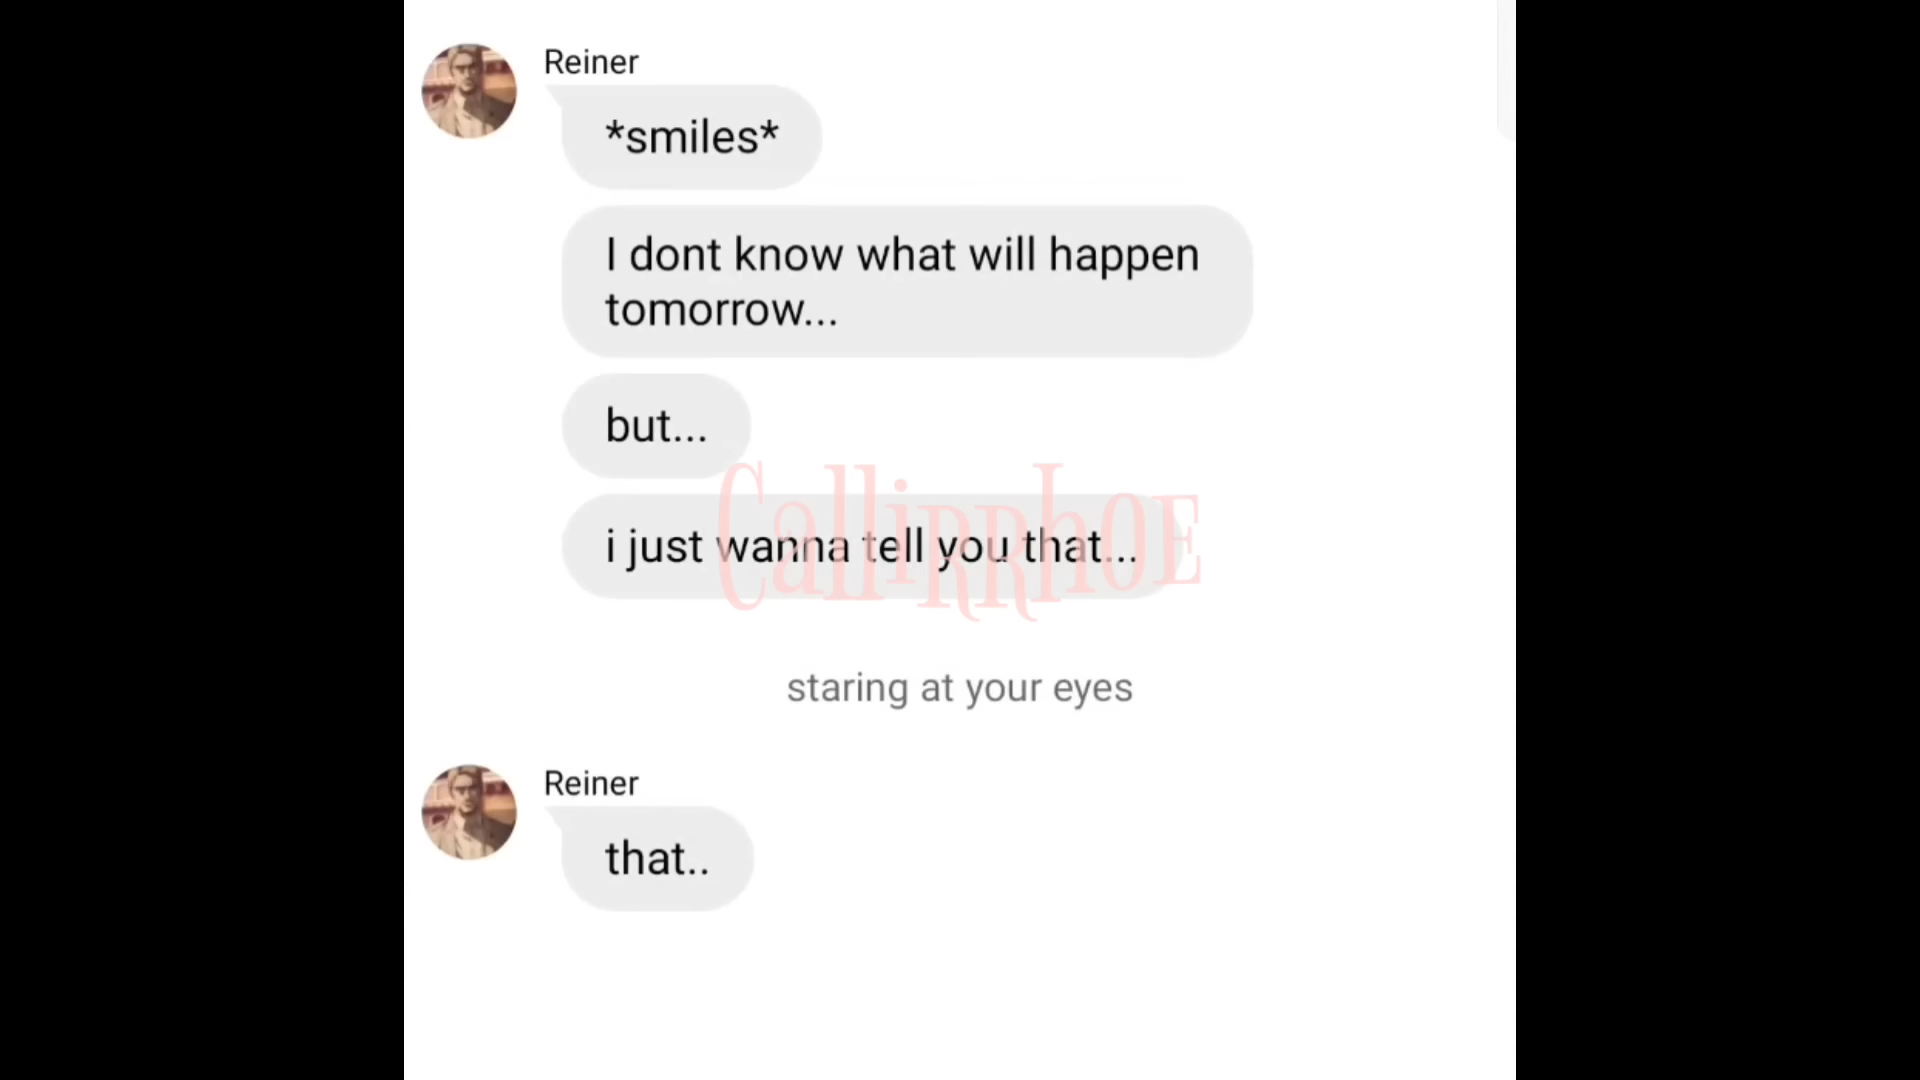 Reiner
*smiles*
I dont know what will happen
tomorrow...
but...
i just wanna tell you that...
CalliRRhOE
staring at your eyes
Reiner
that..